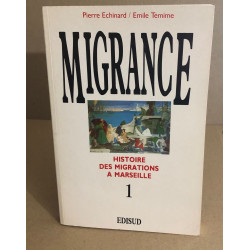 Pierre Echinard / Emile Temime
MIGRANCE
HISTOIRE
DES MIGRATIONS
A MARSEILLE
1
EDISUD